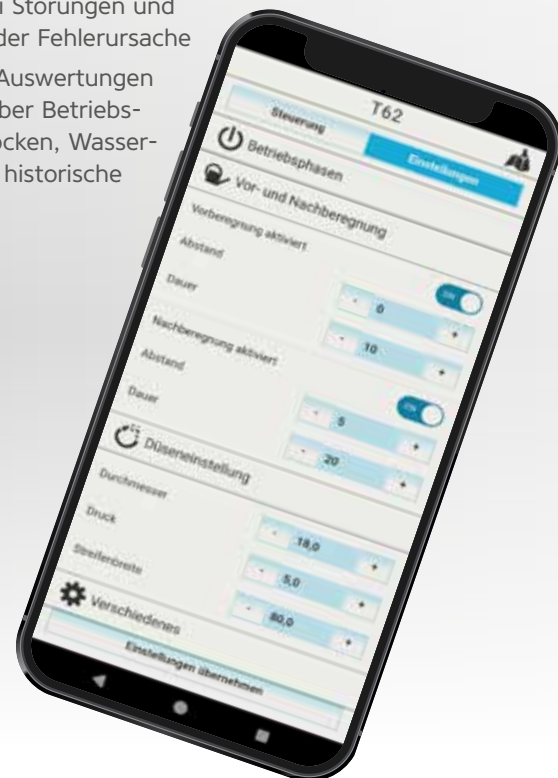 i Störungen und
der Fehlerursache
Auswertungen
ber Betriebs-
ocken, Wasser-
historische
T62
Steuerung
Einstellungen
Betriebsphasen
Vor- und Nachberegnung
Vorberegnung aktiviert
ON
Abstand
- 0 +
Dauer
- 10 +
Nachberegnung aktiviert
ON
Abstand
- 5 +
Dauer
- 20 +
Düseneinstellung
Durchmesser
- 18,0 +
Druck
- 5,0 +
Streifenbreite
- 80,0 +
Verschiedenes
Einstellungen übernehmen